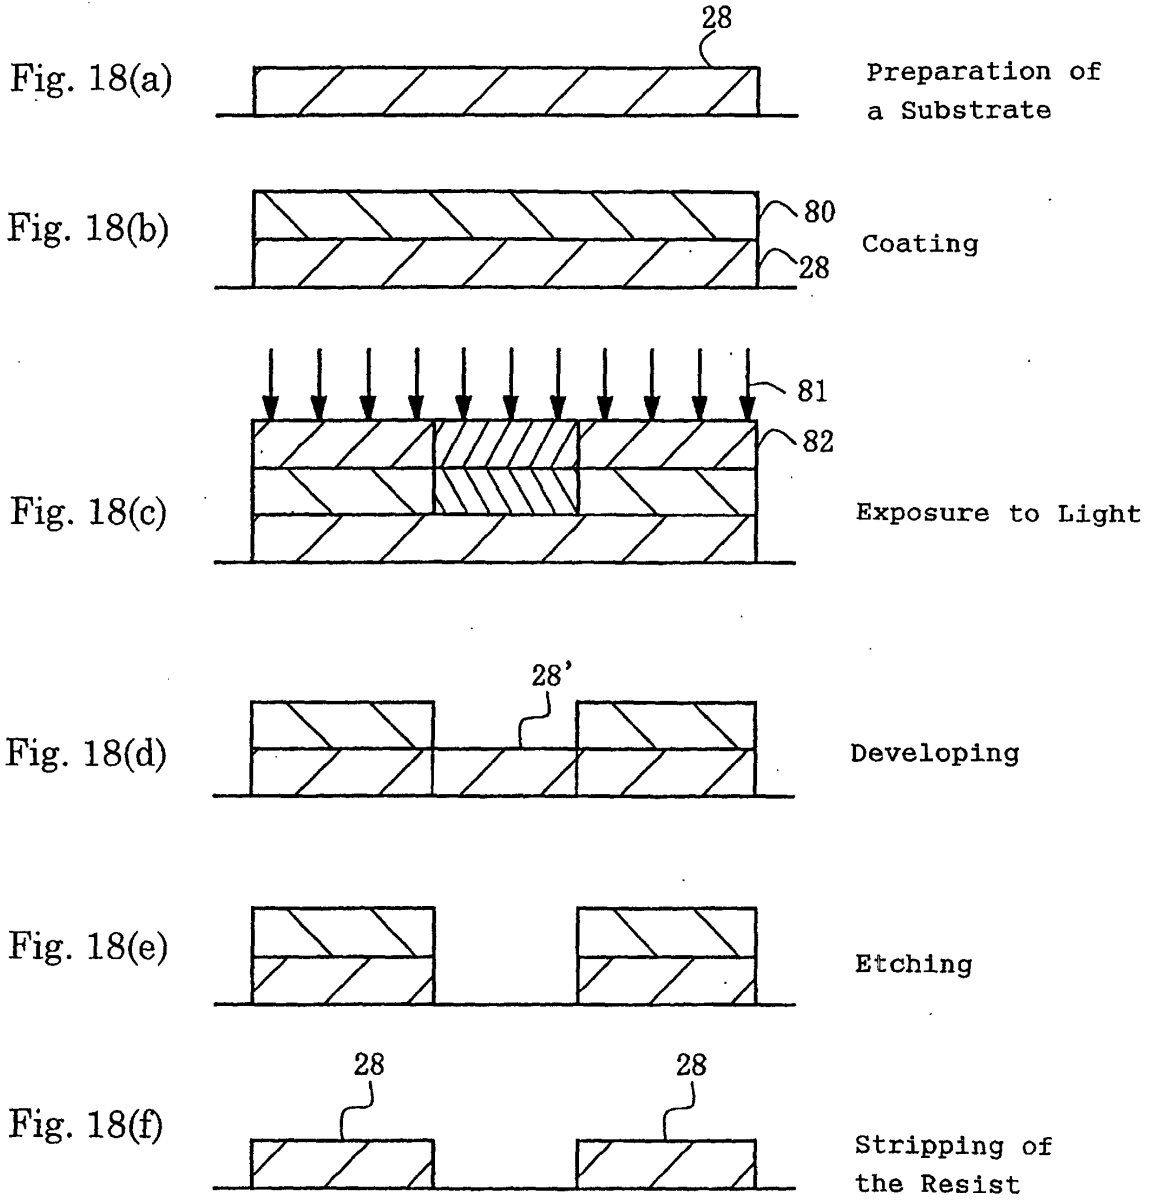 28
Fig. 18(a)
Preparation of
a Substrate
Fig. 18(b)
80
28
Coating
81
82
Fig. 18(c)
Exposure to Light
28’
Fig. 18(d)
Developing
Fig. 18(e)
Etching
28 28
Fig. 18(f)
Stripping of
the Resist